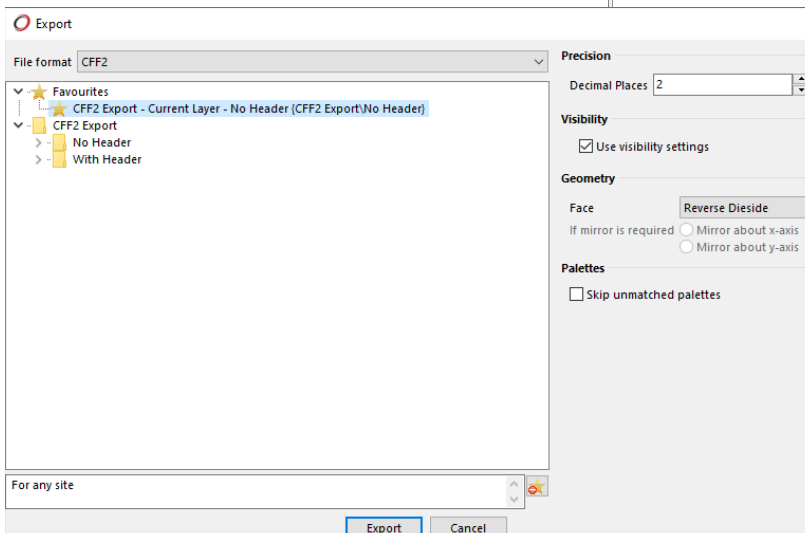 Export
File format CFF2
Favourites
CFF2 Export - Current Layer - No Header {CFF2 Export\No Header}
CFF2 Export
No Header
With Header
For any site
Export Cancel
Precision
Decimal Places 2
Visibility
Use visibility settings
Geometry
Face Reverse Dieside
If mirror is required Mirror about x-axis
Mirror about y-axis
Palettes
Skip unmatched palettes